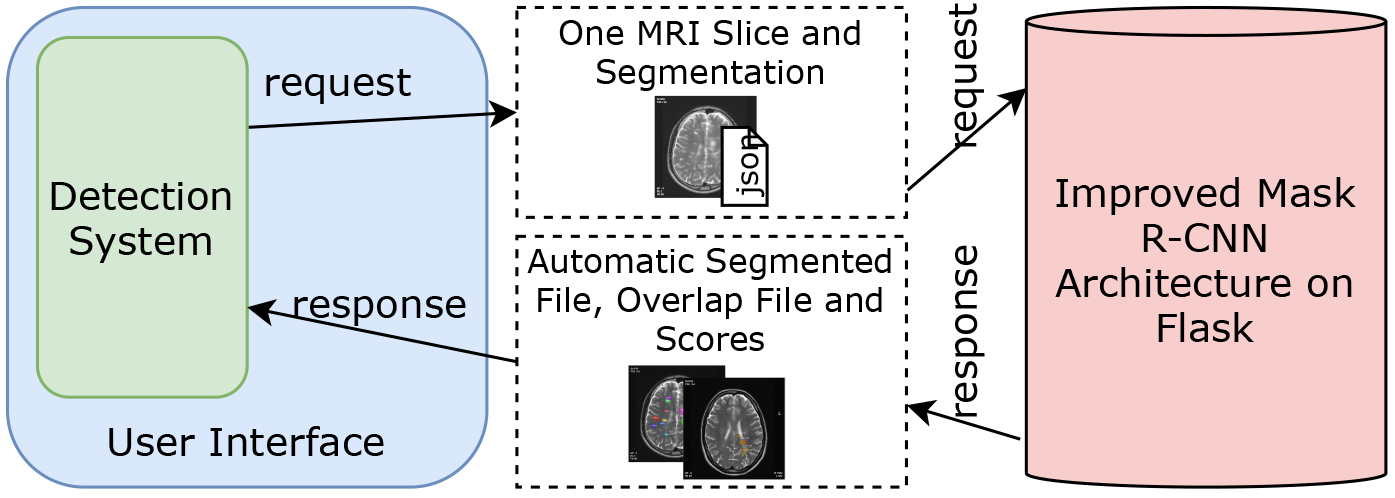 One MRI Slice and
Segmentation
json
request
request
Detection
System
Improved Mask
R-CNN
Architecture on
Flask
Automatic Segmented
File, Overlap File and
Scores
response
response
User Interface